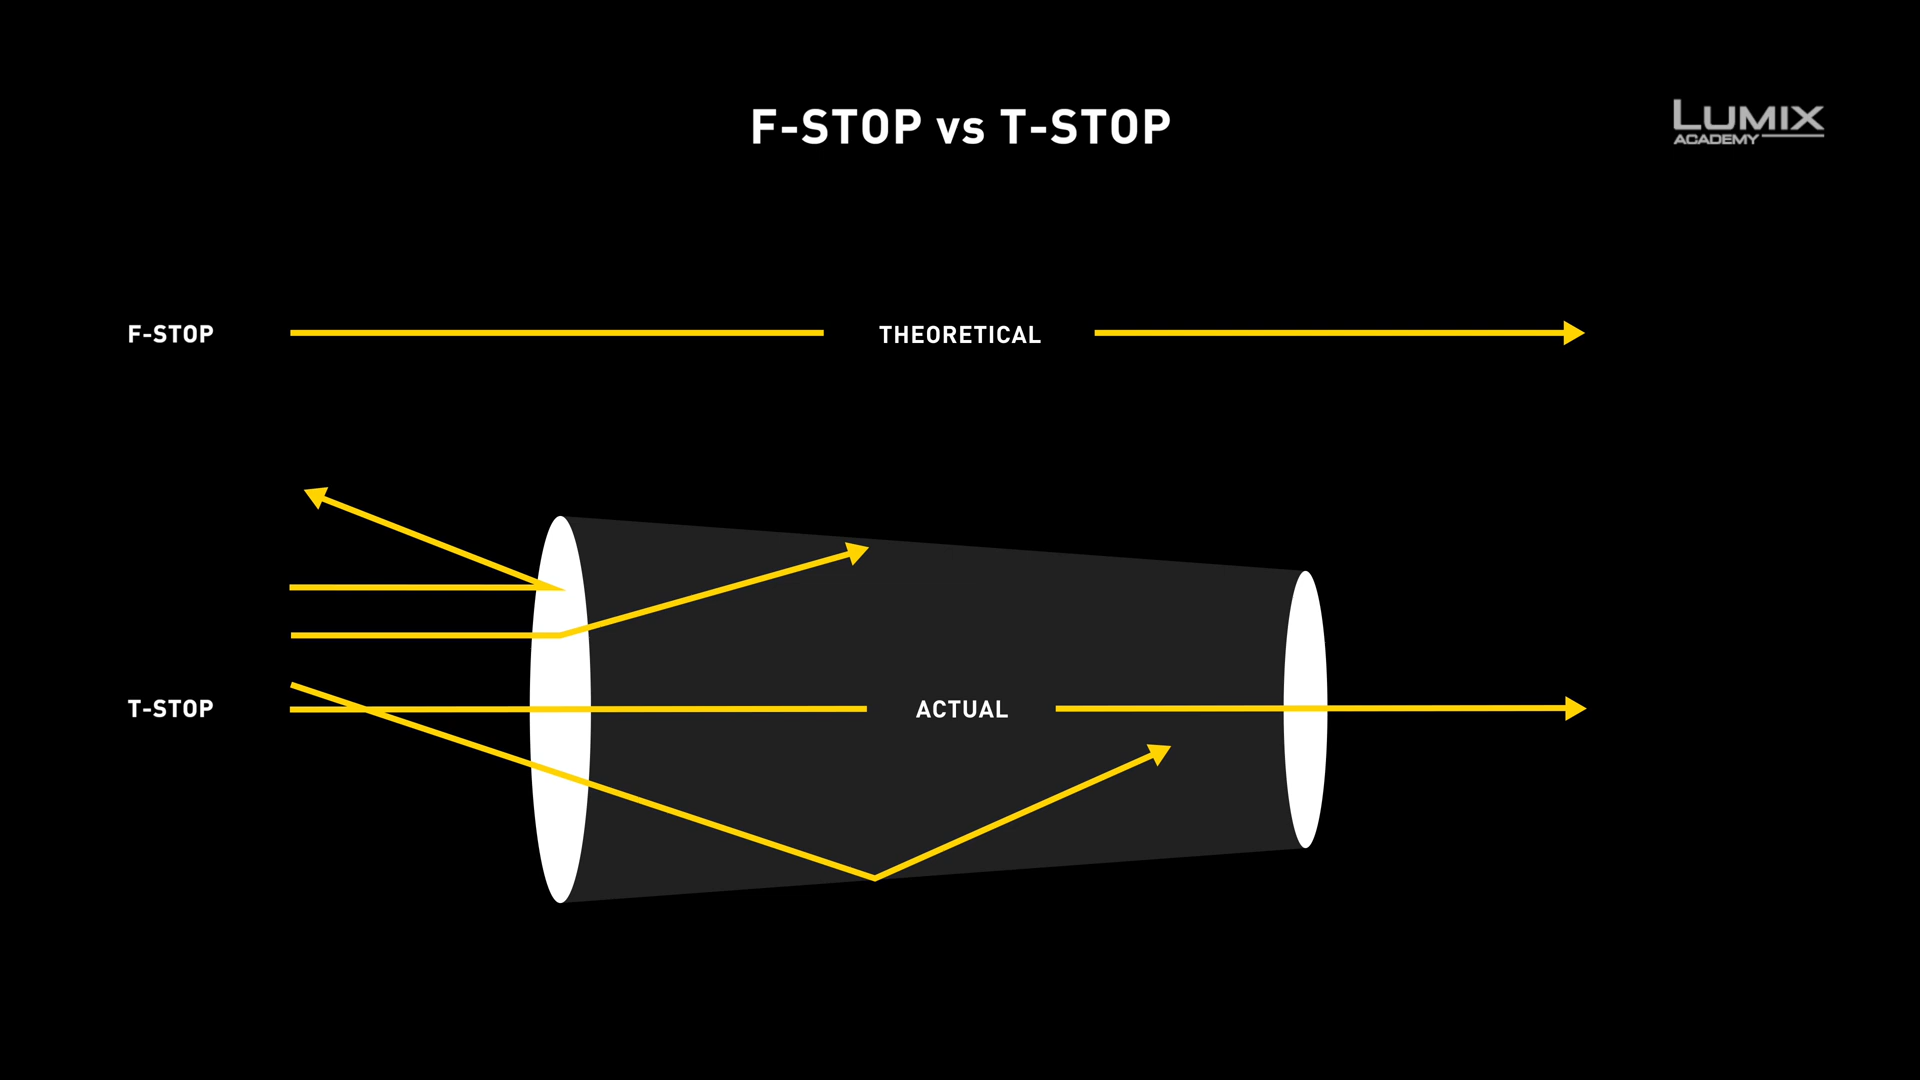 F-STOP vs T-STOP
LUMIX
ACADEMY
F-STOP
THEORETICAL
T-STOP
ACTUAL